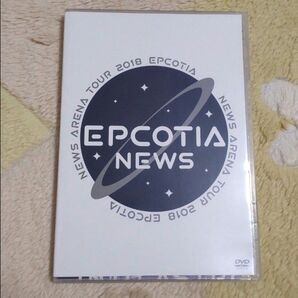 NEWS ARENA TOUR 2018 EPCOTIA
EPCOTIA
NEWS
NEWS ARENA TOUR 2018 EPCOTIA
DVD